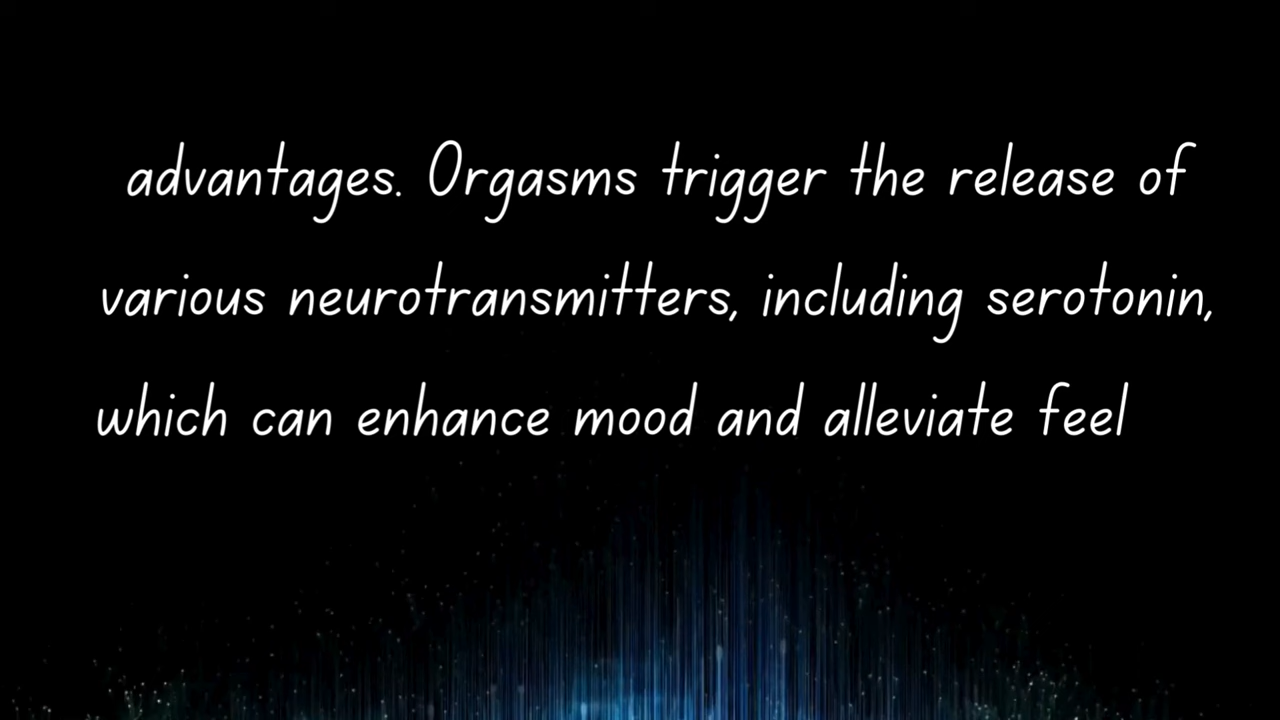 advantages. Orgasms trigger the release of
various neurotransmitters, including serotonin,
which can enhance mood and alleviate feel